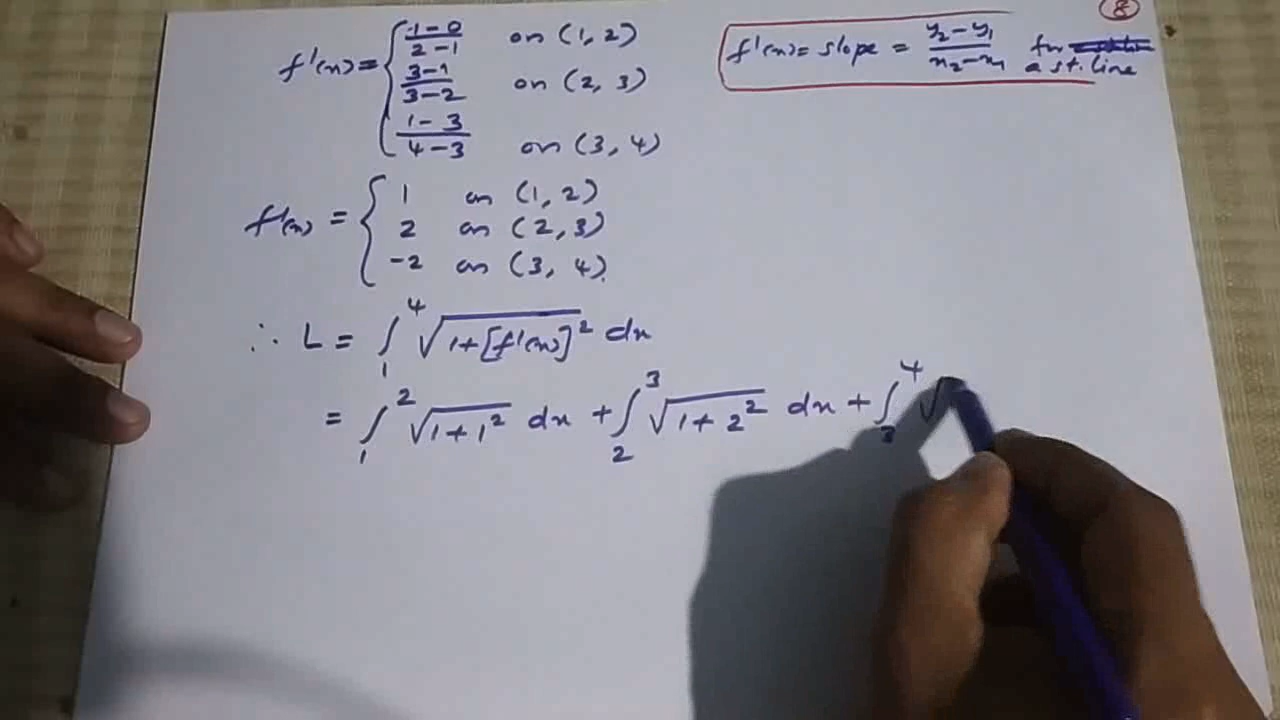 8
f'(x) = { (1-0)/(2-1) on (1, 2)
(3-1)/(3-2) on (2, 3)
(1-3)/(4-3) on (3, 4)
f'(x) = slope = (y₂-y₁)/(x₂-x₁) for
a st. line
f'(x) = { 1 on (1, 2)
2 on (2, 3)
-2 on (3, 4).
∴ L = ∫₁⁴ √(1+[f'(x)]²) dx
= ∫₁² √(1+1²) dx + ∫₂³ √(1+2²) dx + ∫₃⁴ √